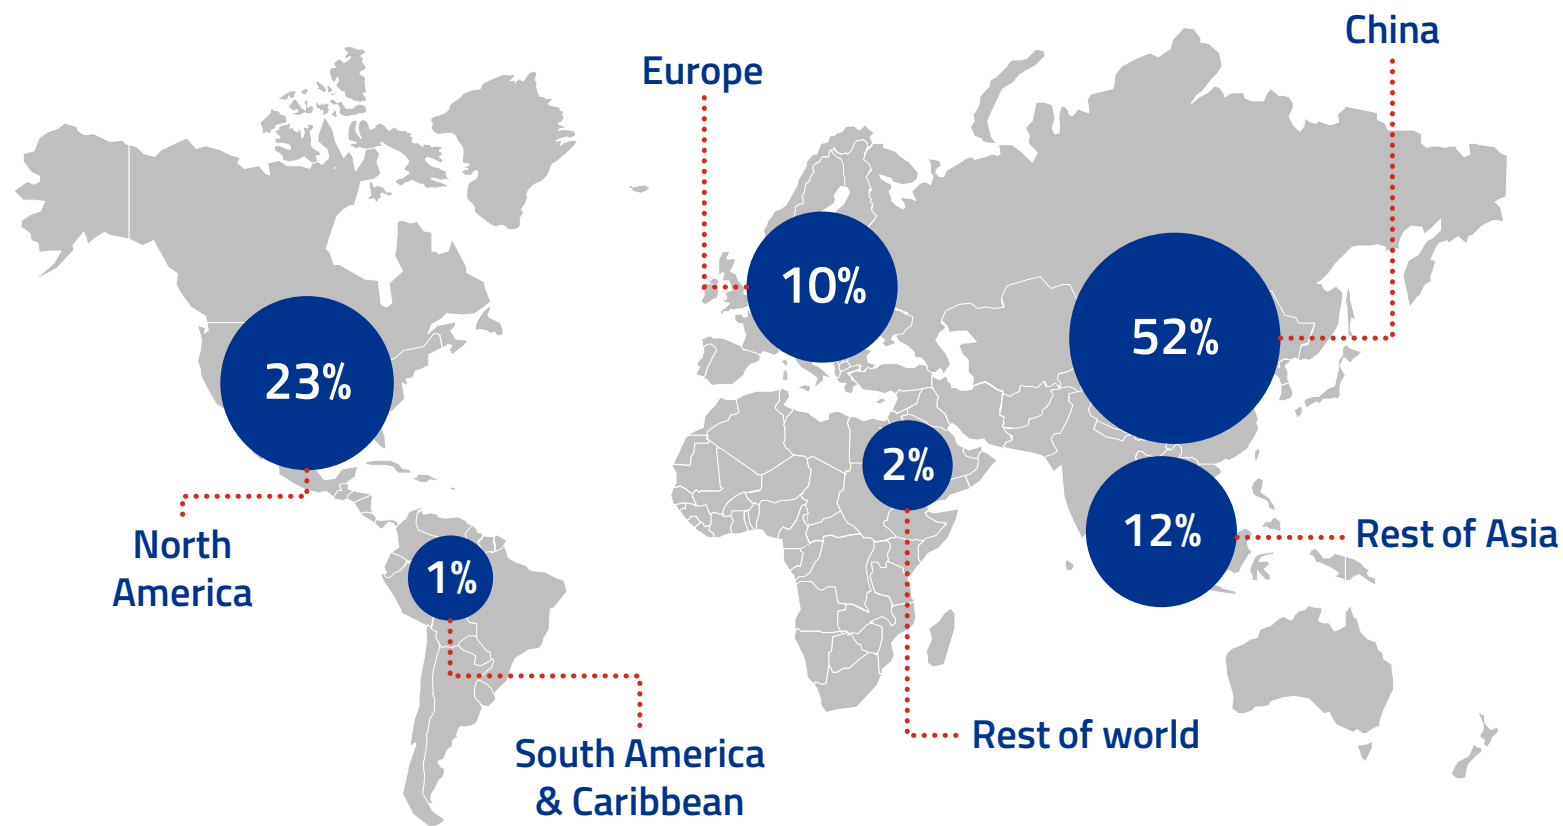 China
Europe
10%
52%
23%
2%
12%
Rest of Asia
North
America
1%
Rest of world
South America
& Caribbean